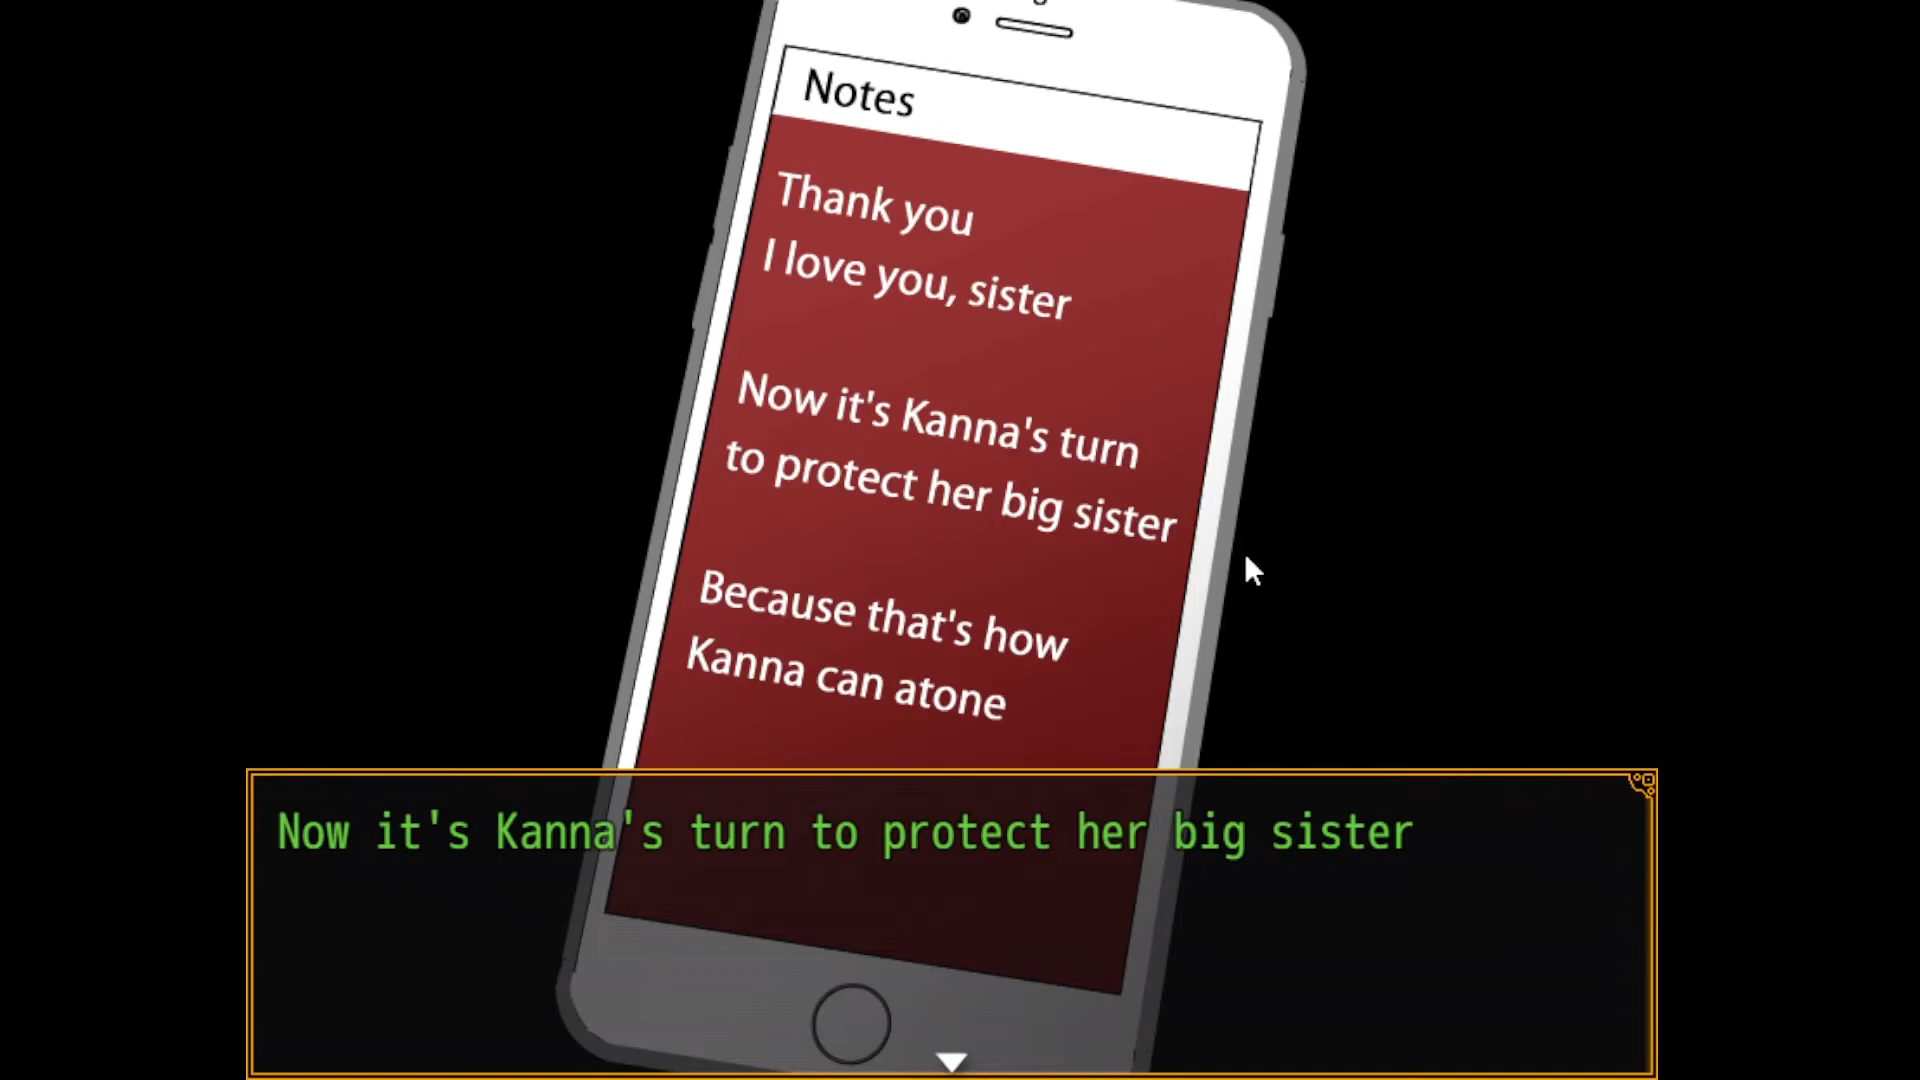 Notes
Thank you
I love you, sister
Now it's Kanna's turn
to protect her big sister
Because that's how
Kanna can atone
Now it's Kanna's turn to protect her big sister